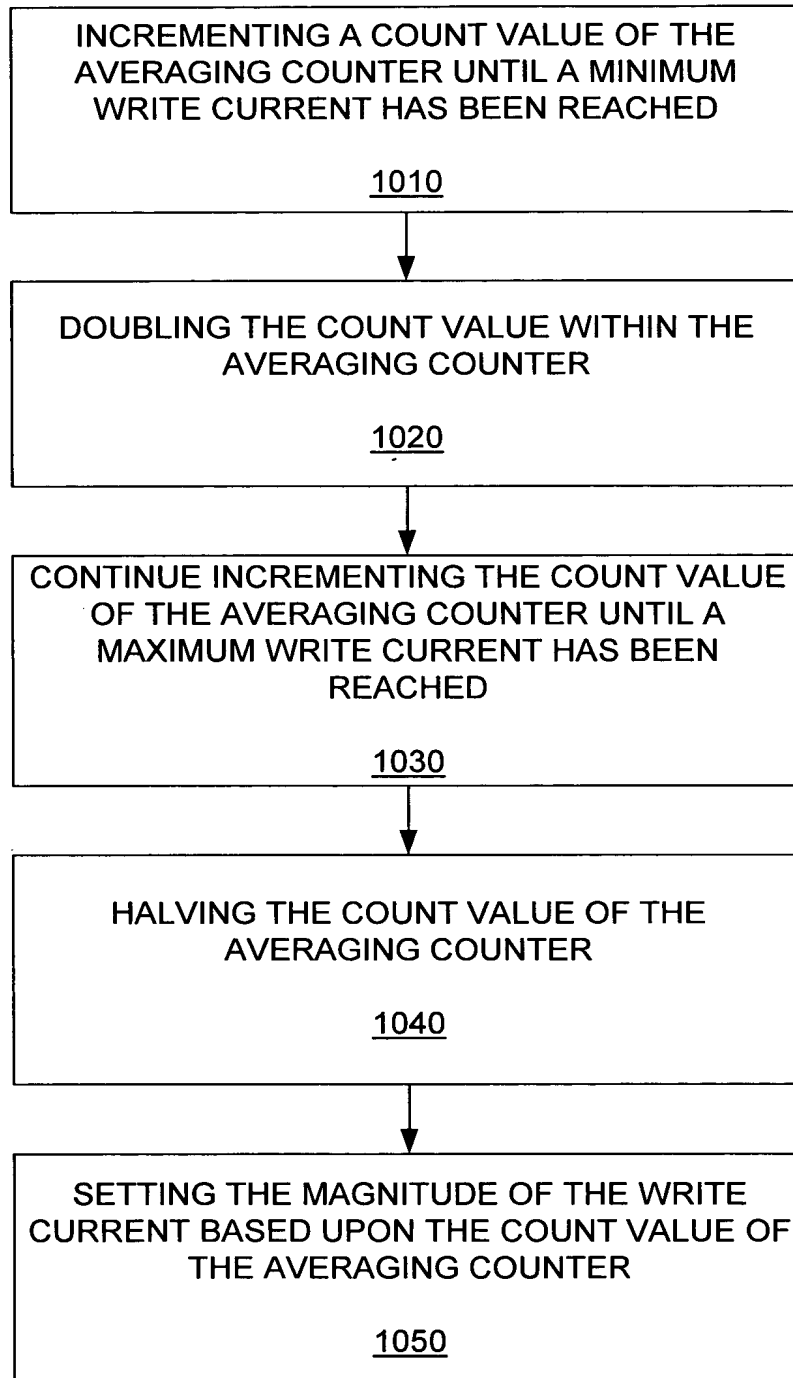 INCREMENTING A COUNT VALUE OF THE
AVERAGING COUNTER UNTIL A MINIMUM
WRITE CURRENT HAS BEEN REACHED
1010
DOUBLING THE COUNT VALUE WITHIN THE
AVERAGING COUNTER
1020
CONTINUE INCREMENTING THE COUNT VALUE
OF THE AVERAGING COUNTER UNTIL A
MAXIMUM WRITE CURRENT HAS BEEN
REACHED
1030
HALVING THE COUNT VALUE OF THE
AVERAGING COUNTER
1040
SETTING THE MAGNITUDE OF THE WRITE
CURRENT BASED UPON THE COUNT VALUE OF
THE AVERAGING COUNTER
1050